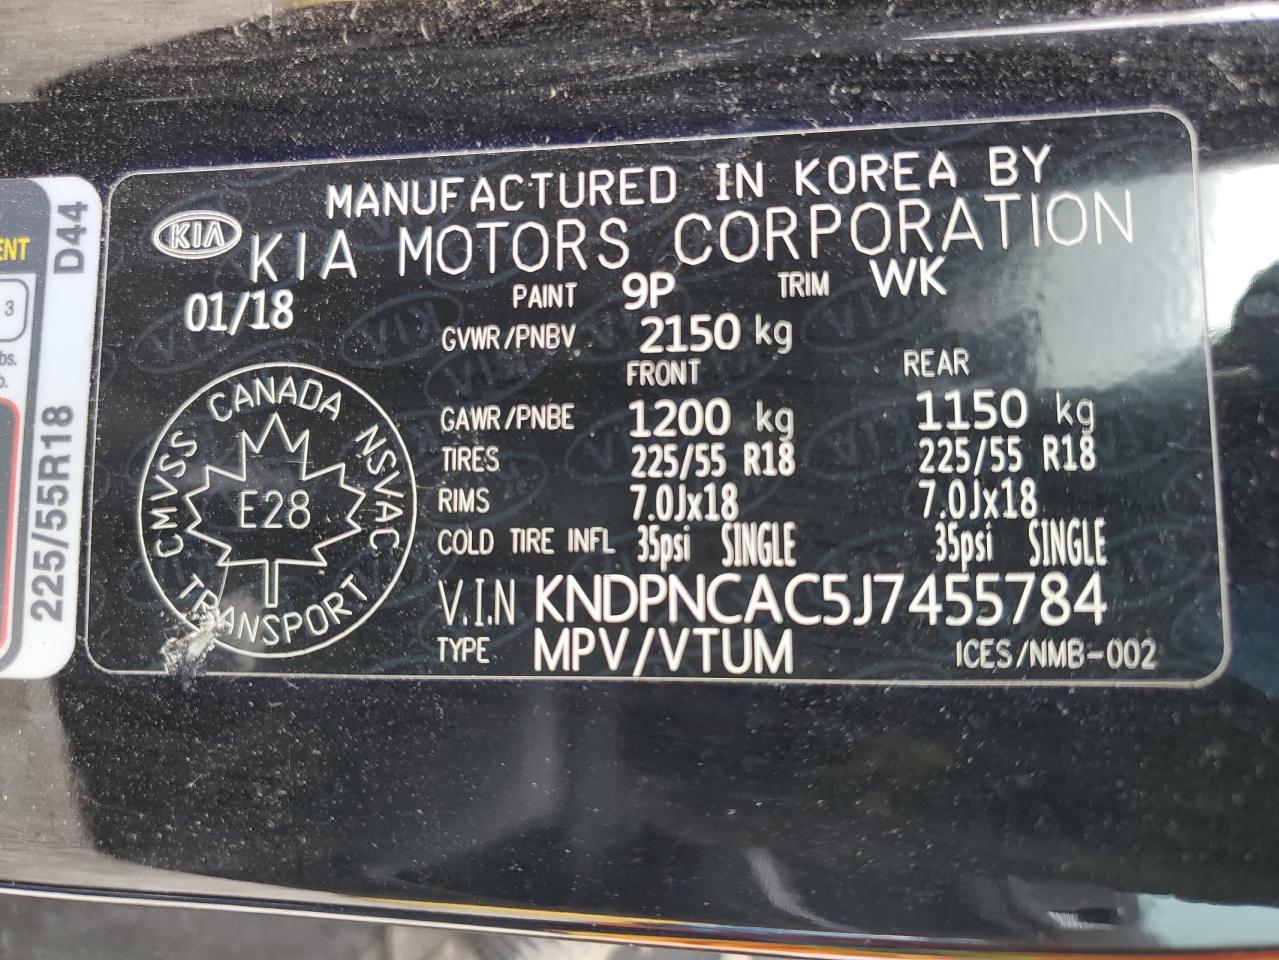 MANUFACTURED IN KOREA BY
KIA KIA MOTORS CORPORATION
01/18 PAINT 9P TRIM WK
GVWR/PNBV 2150 kg
FRONT REAR
GAWR/PNBE 1200 kg 1150 kg
TIRES 225/55 R18 225/55 R18
RIMS 7.0Jx18 7.0Jx18
COLD TIRE INFL 35psi SINGLE 35psi SINGLE
V.I.N KNDPNCAC5J7455784
TYPE MPV/VTUM ICES/NMB-002
CANADA
CMVSS NSVAC
E28
TRANSPORT
ENT
3
bs.
b.
225/55R18 D44